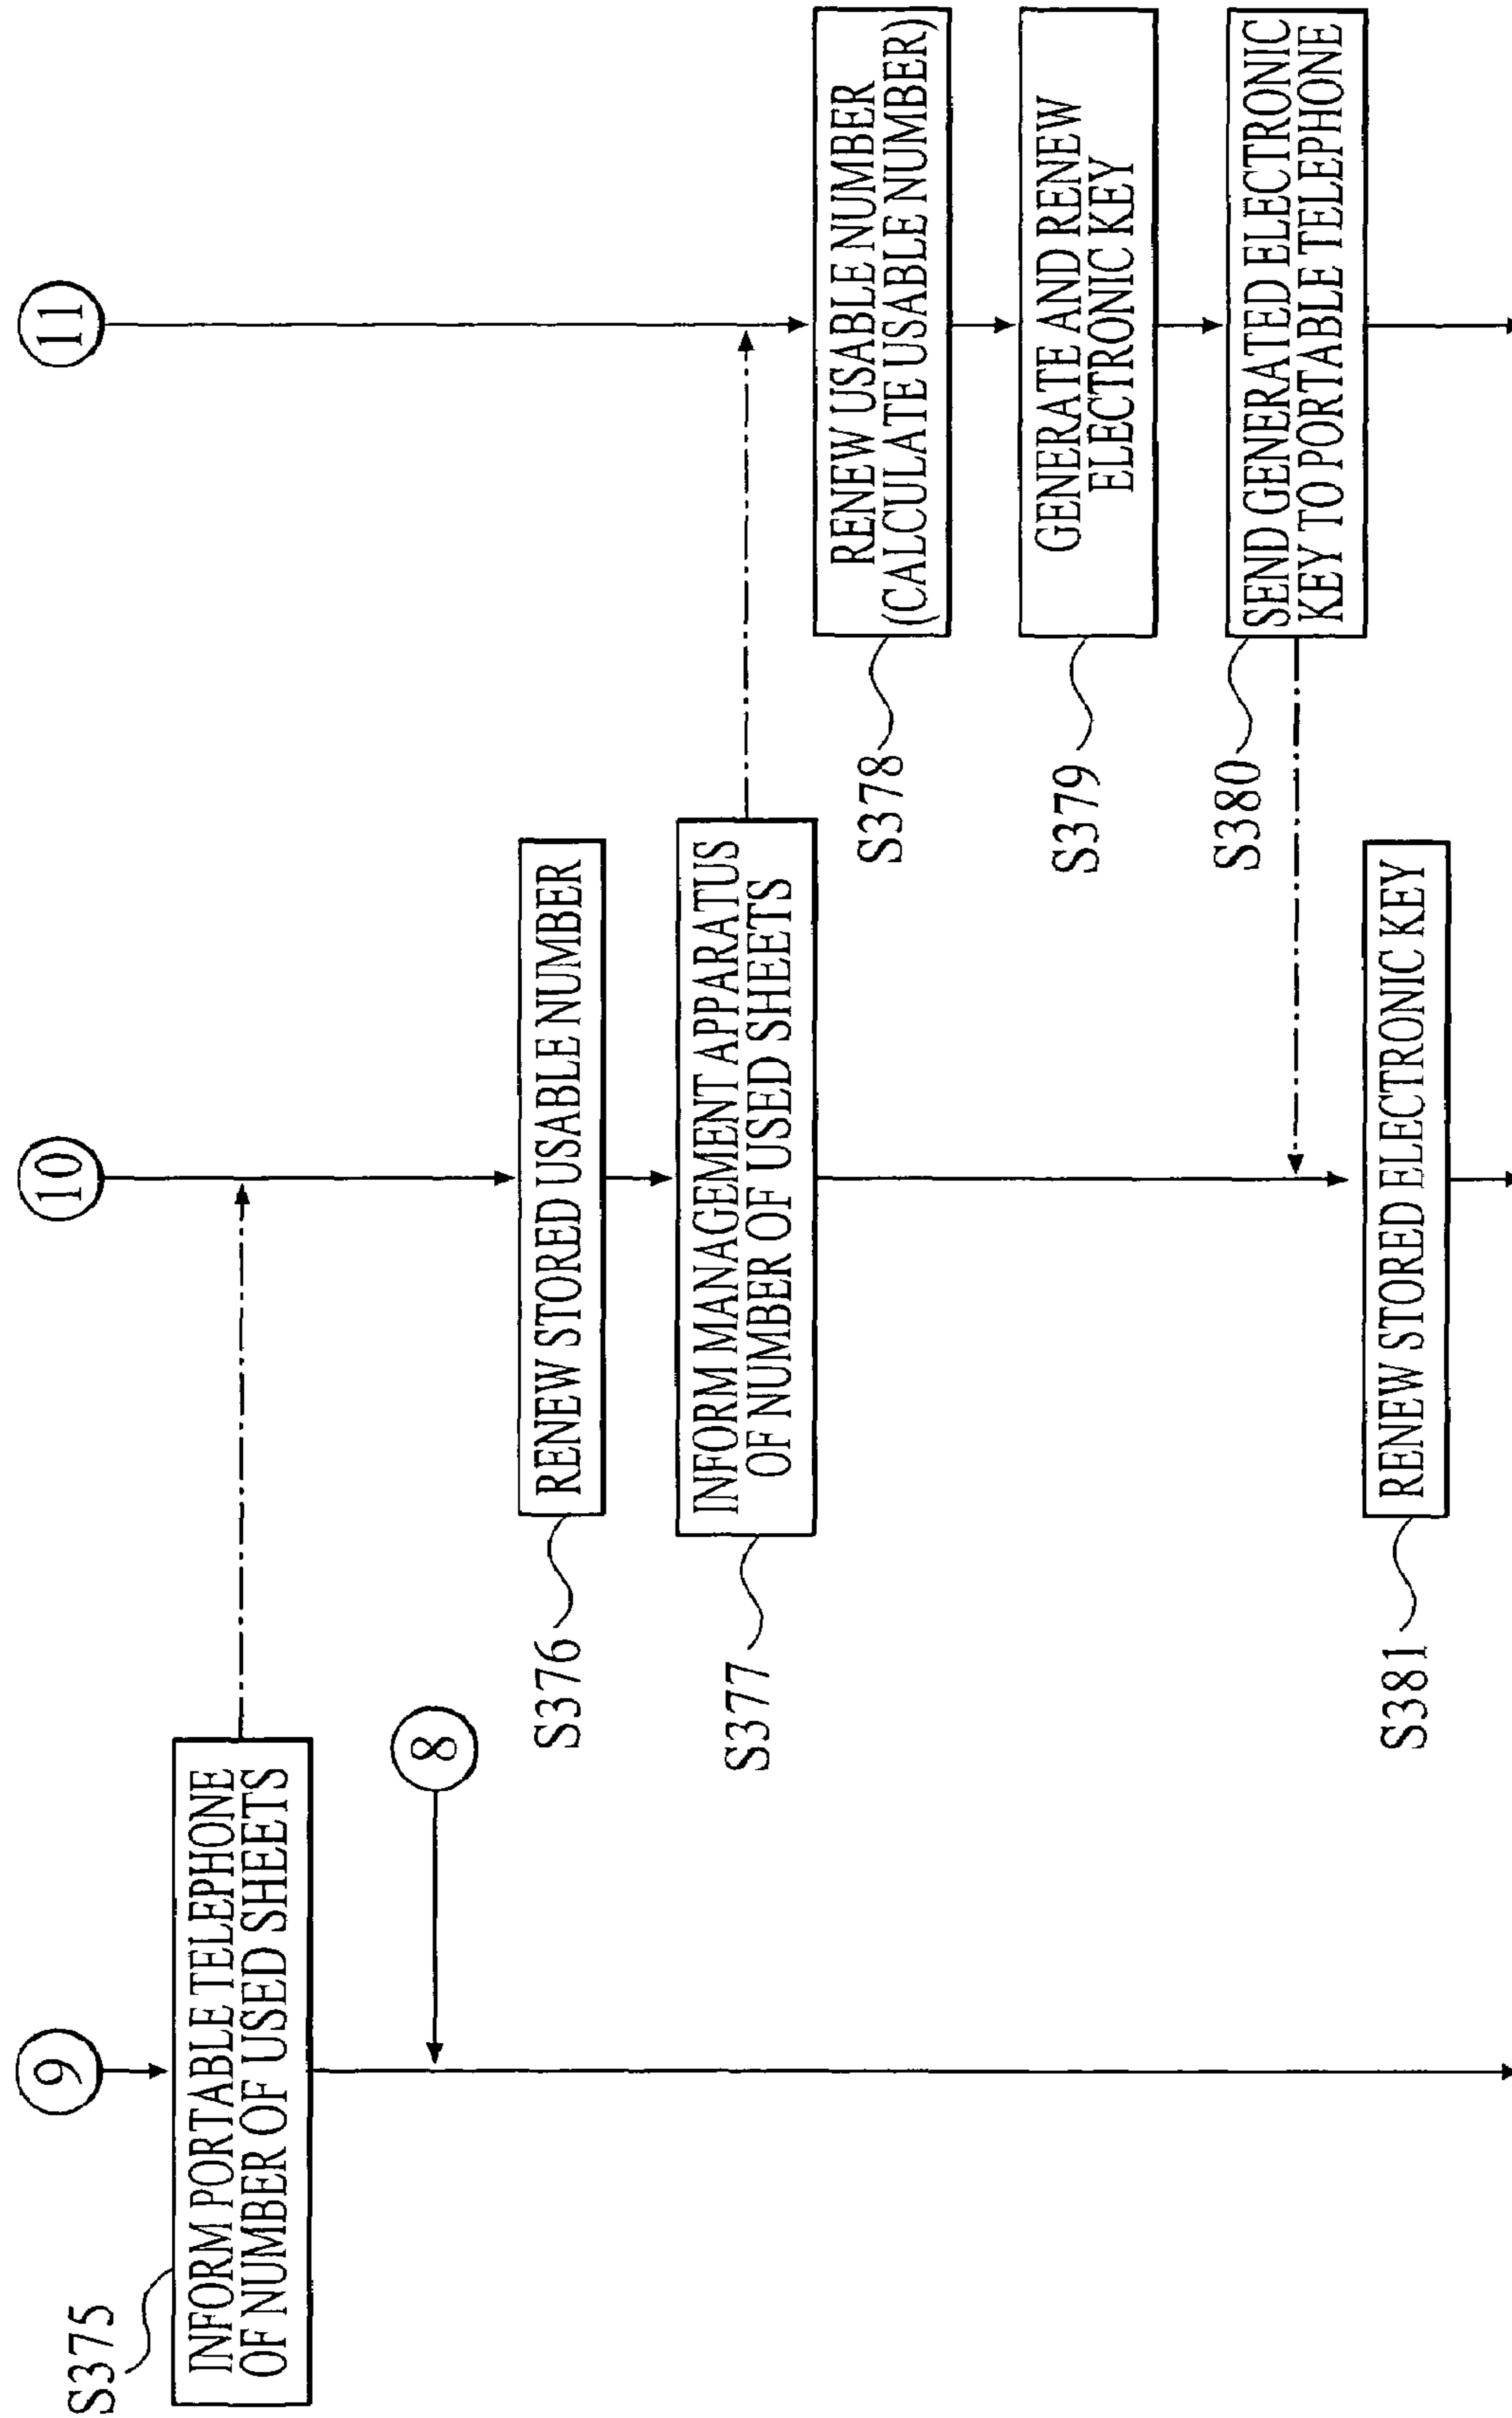 9
10
11
S375
INFORM PORTABLE TELEPHONE
OF NUMBER OF USED SHEETS
8
S376
RENEW STORED USABLE NUMBER
S377
INFORM MANAGEMENT APPARATUS
OF NUMBER OF USED SHEETS
S378
RENEW USABLE NUMBER
(CALCULATE USABLE NUMBER)
S379
GENERATE AND RENEW
ELECTRONIC KEY
S380
SEND GENERATED ELECTRONIC
KEY TO PORTABLE TELEPHONE
S381
RENEW STORED ELECTRONIC KEY